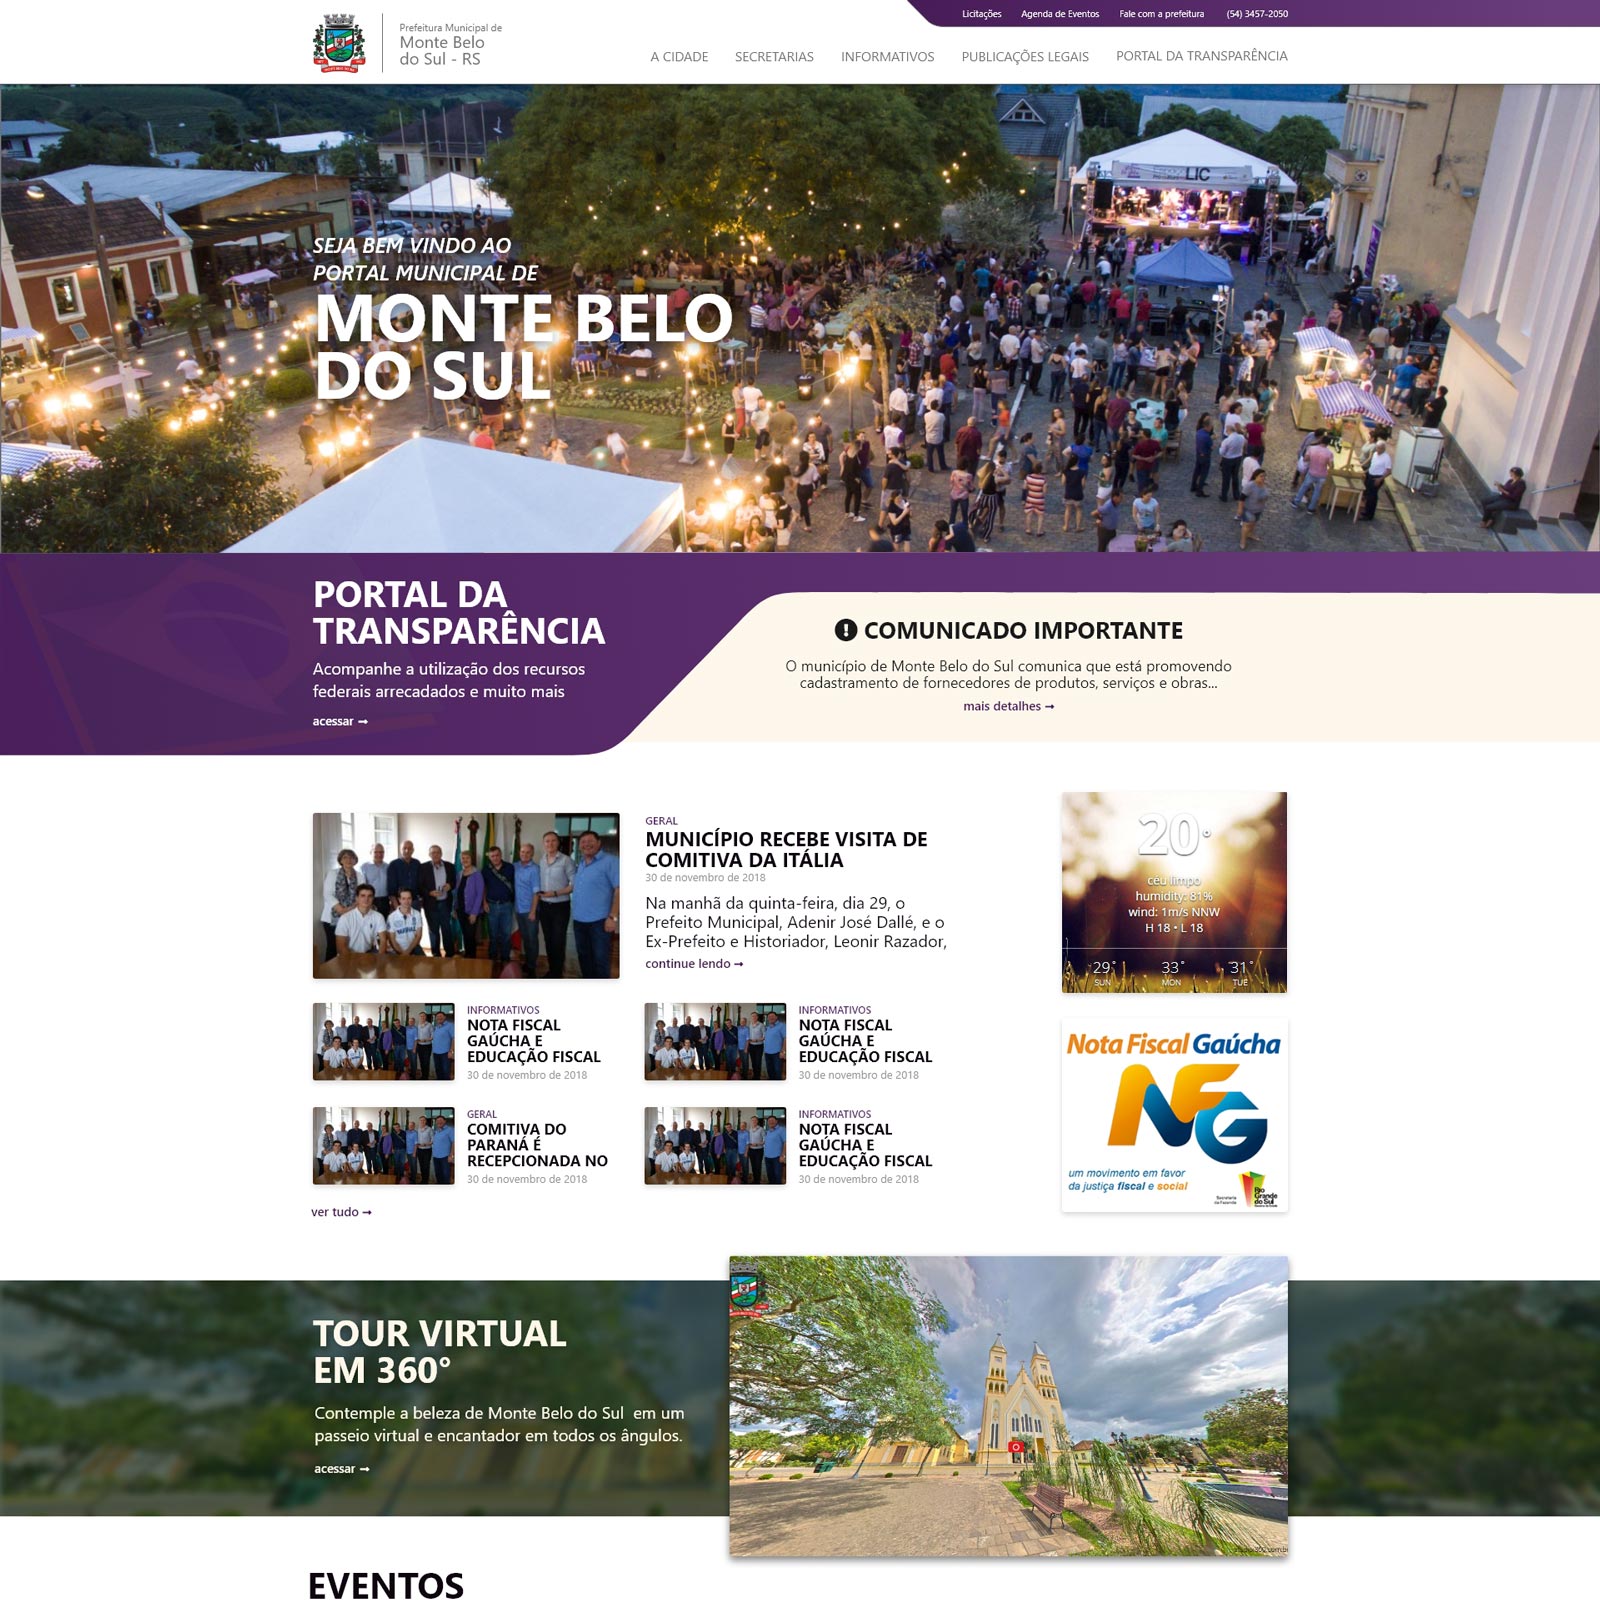 Licitações
Agenda de Eventos
Fale com a prefeitura
(54) 3457-2050
Prefeitura Municipal de
Monte Belo
do Sul - RS
A CIDADE
SECRETARIAS
INFORMATIVOS
PUBLICAÇÕES LEGAIS
PORTAL DA TRANSPARÊNCIA
LIC
SEJA BEM VINDO AO
PORTAL MUNICIPAL DE
MONTE BELO
DO SUL
PORTAL DA
TRANSPARÊNCIA
Acompanhe a utilização dos recursos
federais arrecadados e muito mais
acessar ➞
COMUNICADO IMPORTANTE
O município de Monte Belo do Sul comunica que está promovendo
cadastramento de fornecedores de produtos, serviços e obras...
mais detalhes ➞
GERAL
MUNICÍPIO RECEBE VISITA DE
COMITIVA DA ITÁLIA
30 de novembro de 2018
Na manhã da quinta-feira, dia 29, o
Prefeito Municipal, Adenir José Dallé, e o
Ex-Prefeito e Historiador, Leonir Razador,
continue lendo ➞
INFORMATIVOS
NOTA FISCAL
GAÚCHA E
EDUCAÇÃO FISCAL
30 de novembro de 2018
INFORMATIVOS
NOTA FISCAL
GAÚCHA E
EDUCAÇÃO FISCAL
30 de novembro de 2018
GERAL
COMITIVA DO
PARANÁ É
RECEPCIONADA NO
30 de novembro de 2018
INFORMATIVOS
NOTA FISCAL
GAÚCHA E
EDUCAÇÃO FISCAL
30 de novembro de 2018
ver tudo ➞
20°
céu limpo
humidity: 81%
wind: 1m/s NNW
H 18 • L 18
29° 33° 31°
SUN MON TUE
Nota Fiscal Gaúcha
NFG
um movimento em favor
da justiça fiscal e social
Secretaria
da Fazenda
Rio
Grande
do Sul
TOUR VIRTUAL
EM 360°
Contemple a beleza de Monte Belo do Sul  em um
passeio virtual e encantador em todos os ângulos.
acessar ➞
EVENTOS